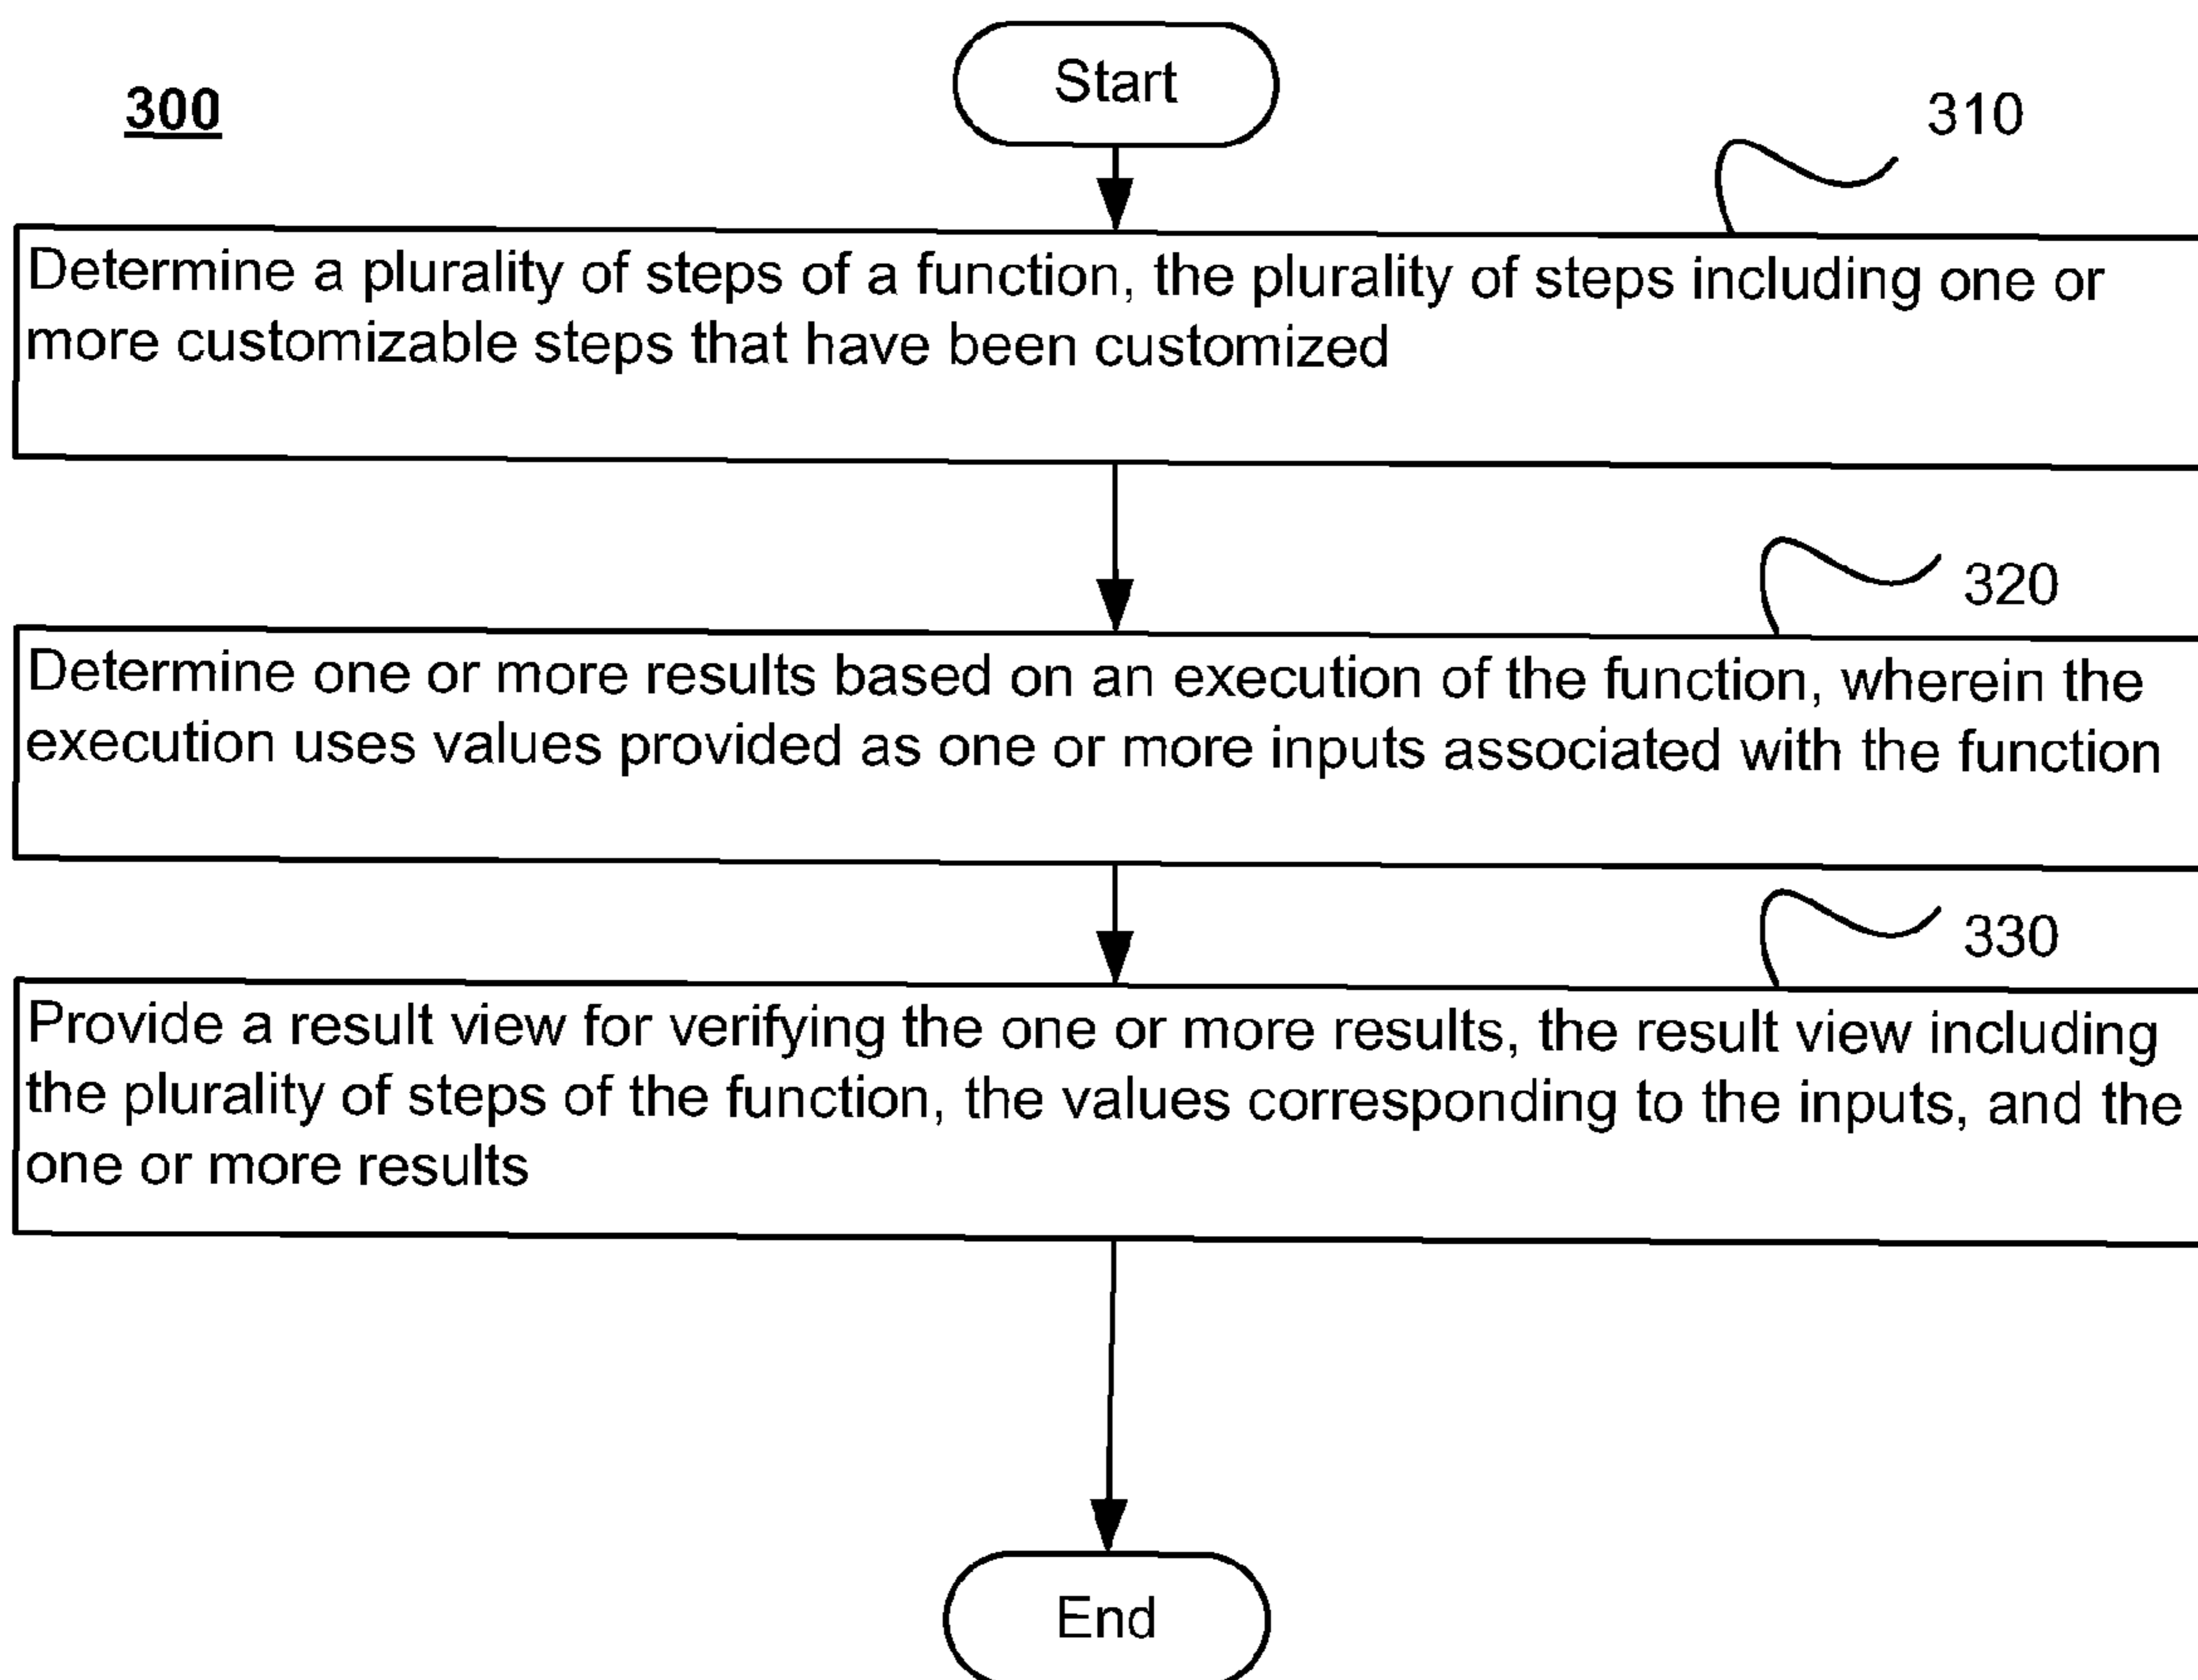 Start
300
310
Determine a plurality of steps of a function, the plurality of steps including one or
more customizable steps that have been customized
320
Determine one or more results based on an execution of the function, wherein the
execution uses values provided as one or more inputs associated with the function
330
Provide a result view for verifying the one or more results, the result view including
the plurality of steps of the function, the values corresponding to the inputs, and the
one or more results
End